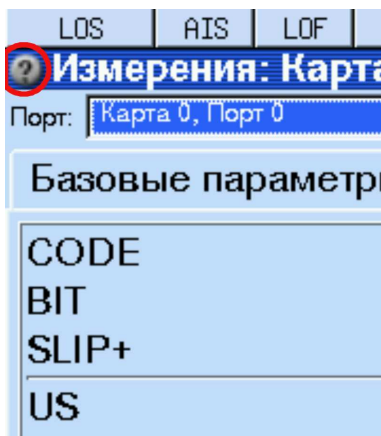 LOS AIS LOF
? Измерения: Карта
Порт: Карта 0, Порт 0
Базовые параметры
CODE
BIT
SLIP+
US